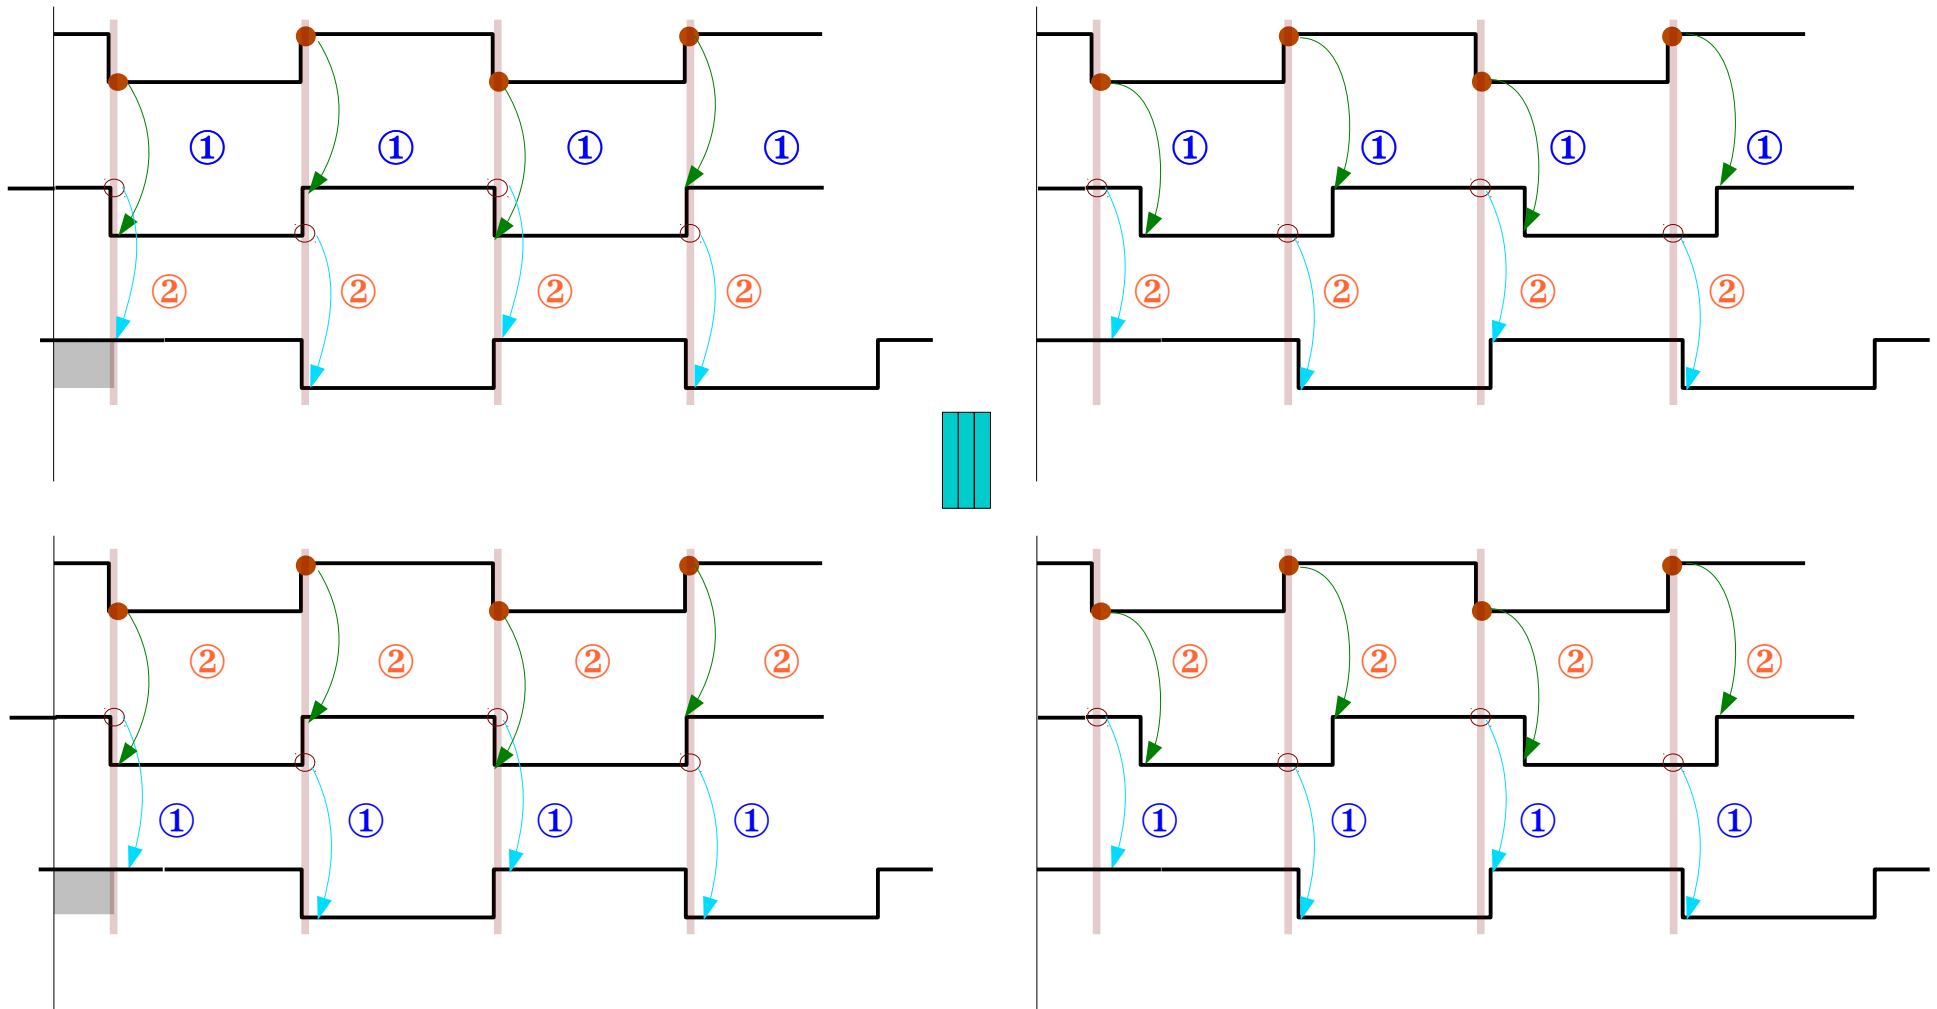 ① ① ① ① ① ① ① ①
② ② ② ② ② ② ② ②
② ② ② ② ② ② ② ②
① ① ① ① ① ① ① ①